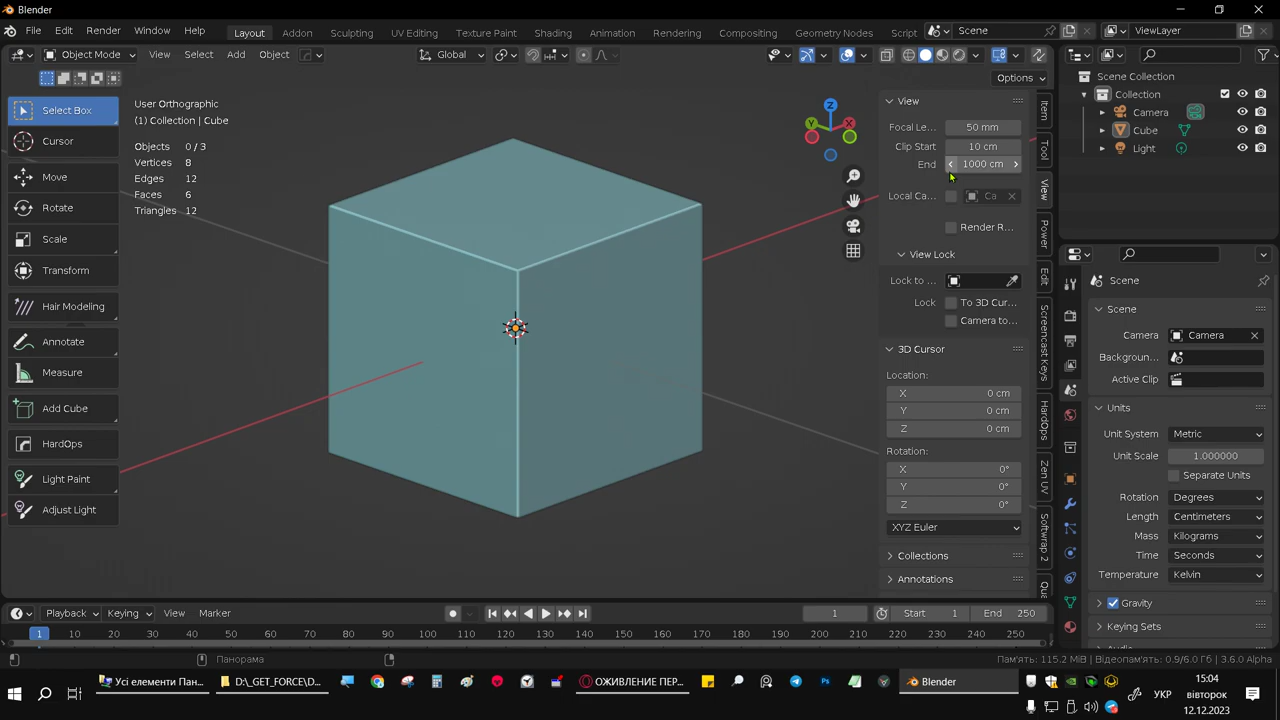 Blender
File Edit Render Window Help Layout Addon Sculpting UV Editing Texture Paint Shading Animation Rendering Compositing Geometry Nodes Script Scene ViewLayer
Object Mode View Select Add Object Global
Options
Select Box
Cursor
Move
Rotate
Scale
Transform
Hair Modeling
Annotate
Measure
Add Cube
HardOps
Light Paint
Adjust Light
User Orthographic
(1) Collection | Cube
Objects 0 / 3
Vertices 8
Edges 12
Faces 6
Triangles 12
X
Z
View
Focal Le... 50 mm
Clip Start 10 cm
End 1000 cm
Local Ca... Ca
Render R...
View Lock
Lock to ...
Lock To 3D Cur...
Camera to...
3D Cursor
Location:
X 0 cm
Y 0 cm
Z 0 cm
Rotation:
X 0°
Y 0°
Z 0°
XYZ Euler
Collections
Annotations
Item
Tool
View
Power
Edit
Screencast Keys
HardOps
Zen UV
Softwrap 2
Qu
Scene Collection
Collection
Camera
Cube
Light
Scene
Scene
Camera Camera
Backgroun...
Active Clip
Units
Unit System Metric
Unit Scale 1.000000
Separate Units
Rotation Degrees
Length Centimeters
Mass Kilograms
Time Seconds
Temperature Kelvin
Gravity
Keying Sets
Playback Keying View Marker 1 Start 1 End 250
1 10 20 30 40 50 60 70 80 90 100 110 120 130 140 150 160 170 180 190 200 210 220 230 240 250
Панорама Пам'ять: 115.2 MiB | Відеопам'ять: 0.9/6.0 Гі | 3.6.0 Alpha
Усі елементи Пан... D:\_GET_FORCE\D... ОЖИВЛЕНИЕ ПЕР... Blender
УКР
15:04
вівторок
12.12.2023